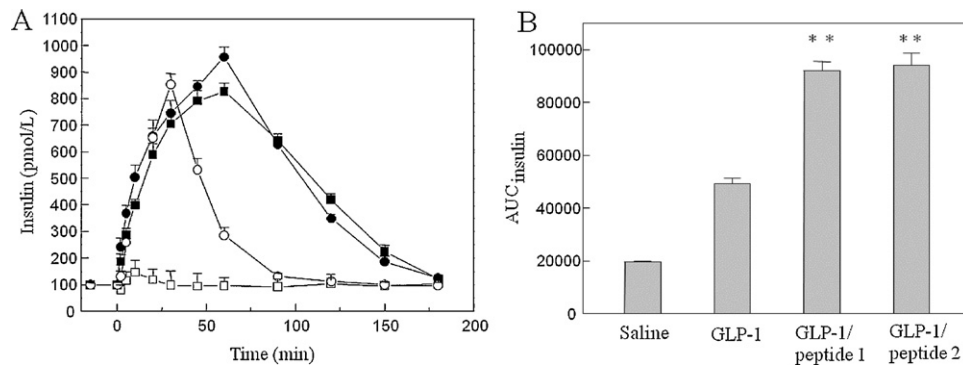 A
Insulin (pmol/L)
1100
1000
900
800
700
600
500
400
300
200
100
0
0
50
100
150
200
Time (min)
B
AUCinsulin
100000
80000
60000
40000
20000
0
**
**
Saline
GLP-1
GLP-1/
peptide 1
GLP-1/
peptide 2